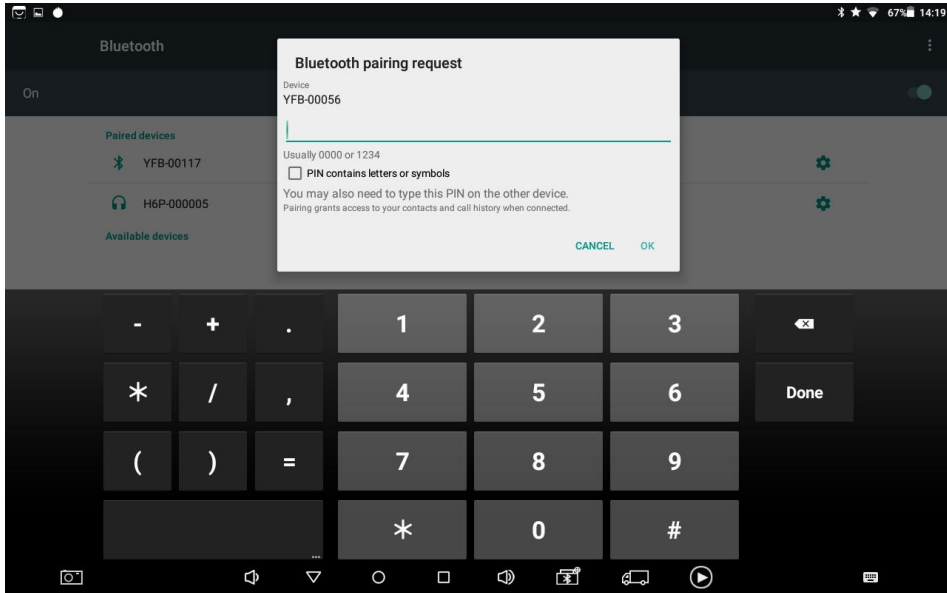 67% 14:19
Bluetooth
Bluetooth pairing request
Device
YFB-00056
On
Usually 0000 or 1234
PIN contains letters or symbols
You may also need to type this PIN on the other device.
Pairing grants access to your contacts and call history when connected.
CANCEL OK
Paired devices
YFB-00117
H6P-000005
Available devices
- + . 1 2 3
* / , 4 5 6 Done
( ) = 7 8 9
* 0 #
...